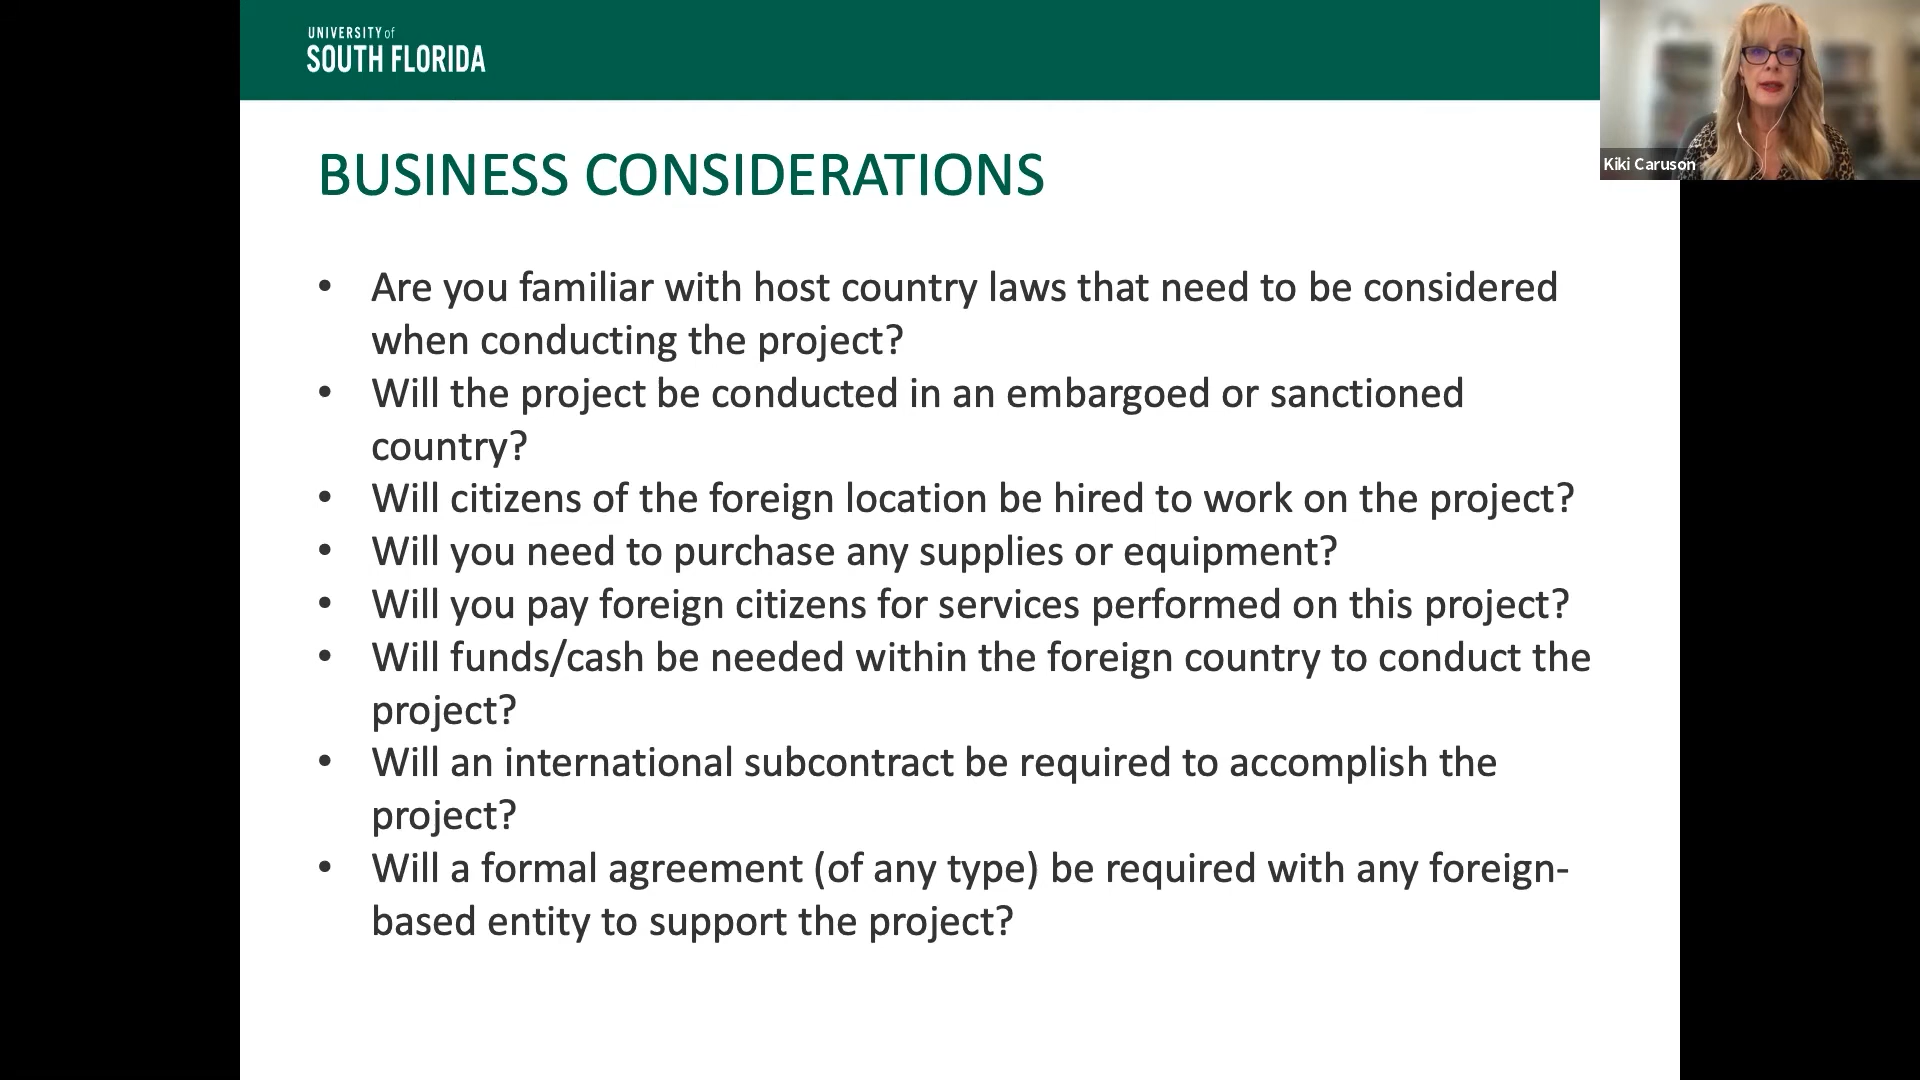 UNIVERSITY of
SOUTH FLORIDA
Kiki Caruson
BUSINESS CONSIDERATIONS
• Are you familiar with host country laws that need to be considered
when conducting the project?
• Will the project be conducted in an embargoed or sanctioned
country?
• Will citizens of the foreign location be hired to work on the project?
• Will you need to purchase any supplies or equipment?
• Will you pay foreign citizens for services performed on this project?
• Will funds/cash be needed within the foreign country to conduct the
project?
• Will an international subcontract be required to accomplish the
project?
• Will a formal agreement (of any type) be required with any foreign-
based entity to support the project?